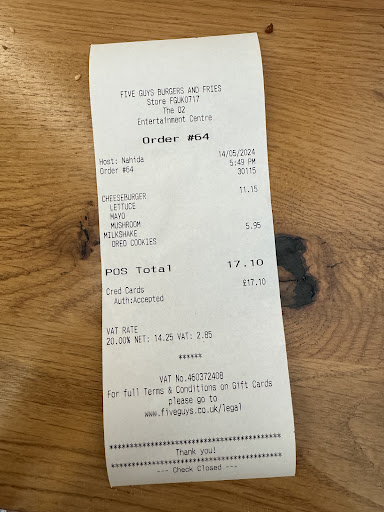 FIVE GUYS BURGERS AND FRIES
Store FGUK0717
The O2
Entertainment Centre
Order #64
Host: Nahida 14/05/2024
Order #64 5:49 PM
30115
CHEESEBURGER 11.15
LETTUCE
MAYO
MUSHROOM
MILKSHAKE 5.95
OREO COOKIES
POS Total 17.10
Cred Cards £17.10
Auth:Accepted
VAT RATE
20.00% NET: 14.25 VAT: 2.85
******
VAT No.460372408
For full Terms & Conditions on Gift Cards
please go to
www.fiveguys.co.uk/legal
****************************************
Thank you!
****************************************
--- Check Closed ---